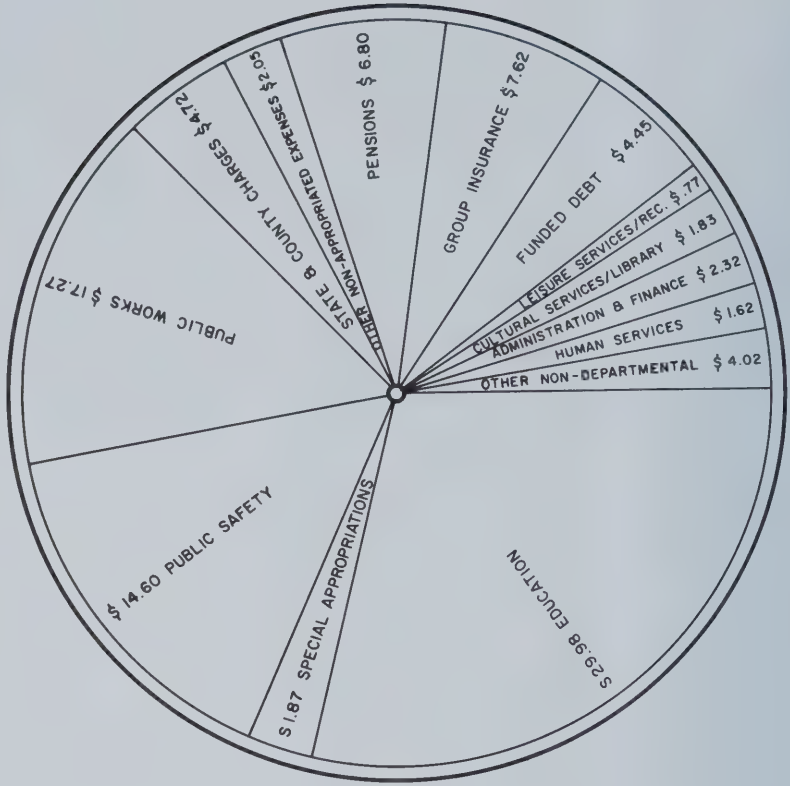 PENSIONS $ 6.80
GROUP INSURANCE $7.62
FUNDED DEBT $4.45
LEISURE SERVICES/REC. $.77
CULTURAL SERVICES/LIBRARY $ 1.83
ADMINISTRATION & FINANCE $ 2.32
HUMAN SERVICES $ 1.62
OTHER NON-DEPARTMENTAL $ 4.02
$29.98 EDUCATION
$ 1.87 SPECIAL APPROPRIATIONS
$ 14.60 PUBLIC SAFETY
PUBLIC WORKS $ 17.27
STATE & COUNTY CHARGES $4.72
OTHER NON-APPROPRIATED EXPENSES $2.05